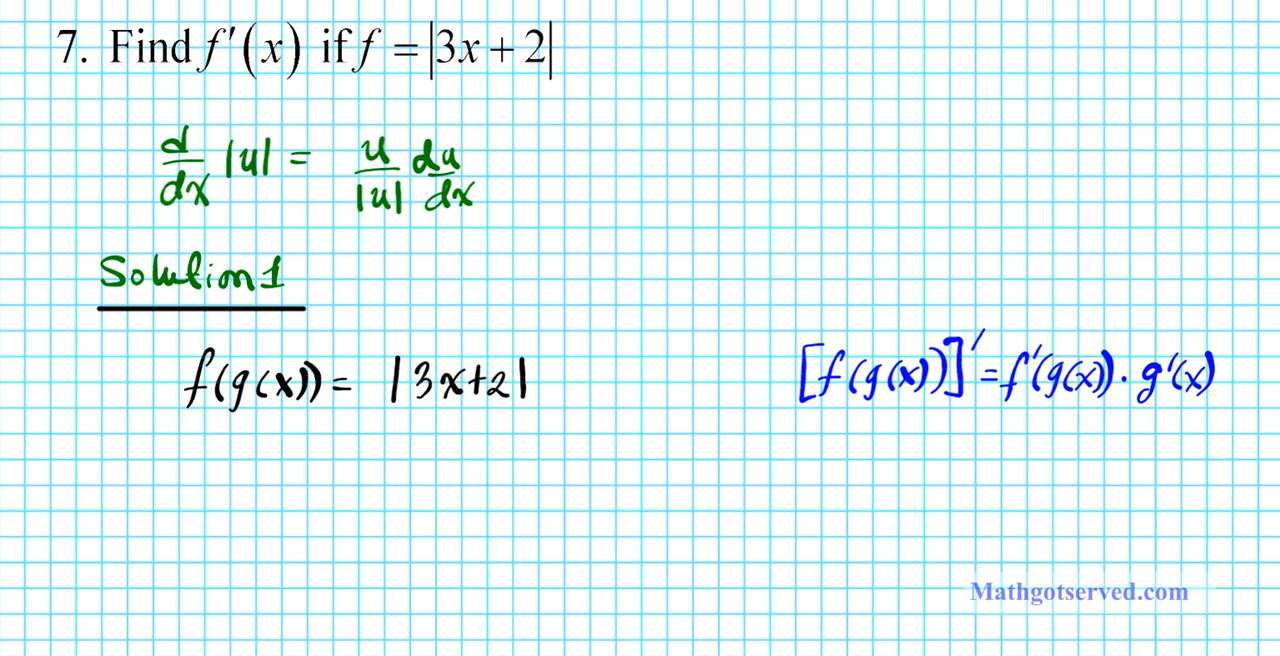 7. Find f'(x) if f = |3x + 2|
d/dx |u| = u/|u| du/dx
Solution 1
f(g(x)) = |3x+2|
[f(g(x))]' = f'(g(x)) · g'(x)
Mathgotserved.com